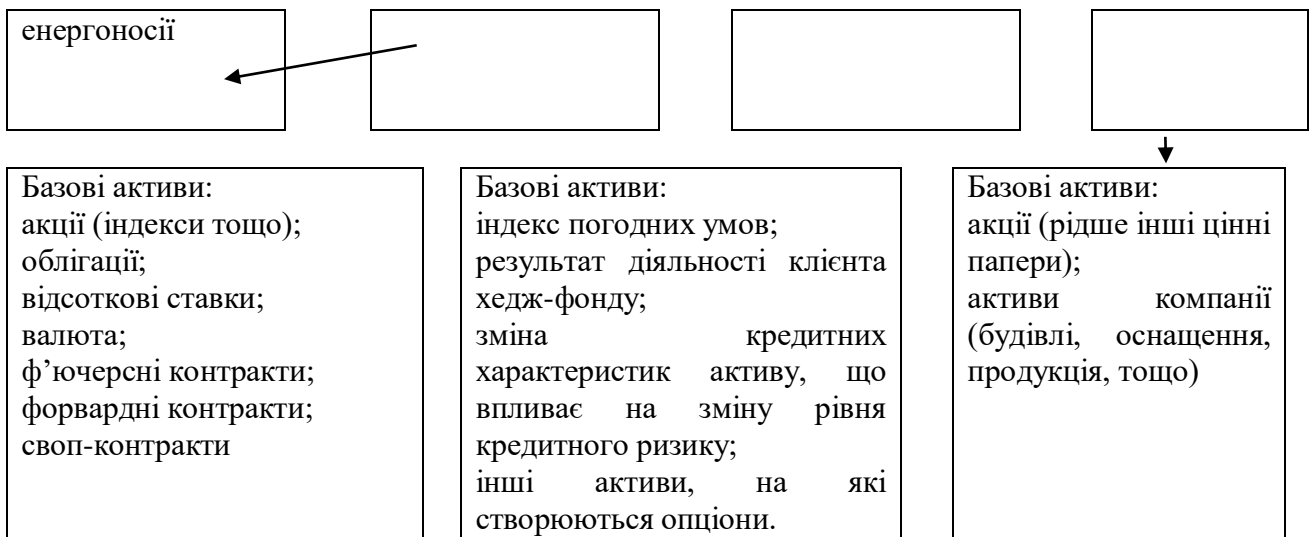 енергоносії
Базові активи:
акції (індекси тощо);
облігації;
відсоткові ставки;
валюта;
ф’ючерсні контракти;
форвардні контракти;
своп-контракти
Базові активи:
індекс погодних умов;
результат діяльності клієнта
хедж-фонду;
зміна кредитних
характеристик активу, що
впливає на зміну рівня
кредитного ризику;
інші активи, на які
створюються опціони.
Базові активи:
акції (рідше інші цінні
папери);
активи компанії
(будівлі, оснащення,
продукція, тощо)